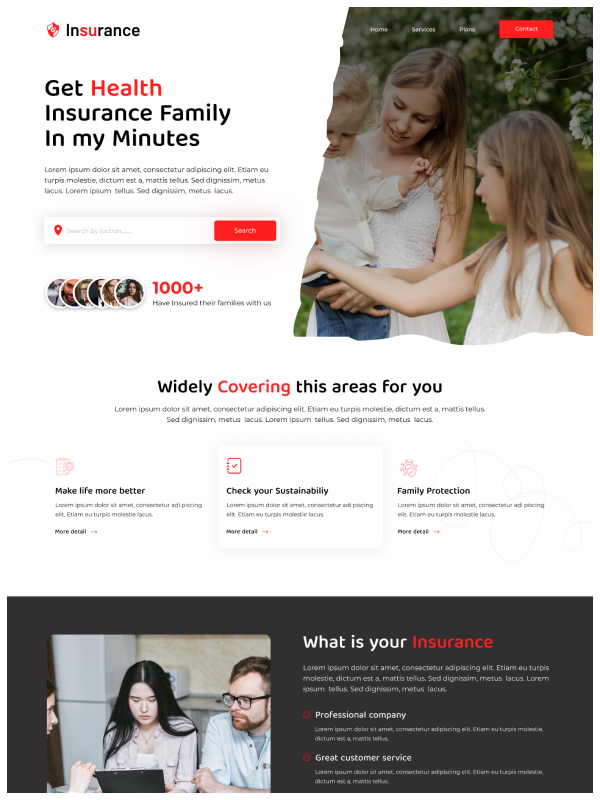 Insurance
Home Services Plans Contact
Get Health
Insurance Family
In my Minutes
Lorem ipsum dolor sit amet, consectetur adipiscing elit. Etiam eu
turpis molestie, dictum est a, mattis tellus. Sed dignissim, metus
lacus. Lorem ipsum tellus. Sed dignissim, metus lacus.
Search by loction......
Search
1000+
Have Insured their families with us
Widely Covering this areas for you
Lorem ipsum dolor sit amet, consectetur adipiscing elit. Etiam eu turpis molestie, dictum est a, mattis tellus.
Sed dignissim, metus lacus. Lorem ipsum tellus. Sed dignissim, metus lacus.
Make life more better
Lorem ipsum dolor sit amet, consectetur adi piscing
elit. Etiam eu turpis molestie lacus.
More detail
Check your Sustainabiliy
Lorem ipsum dolor sit amet, consectetur adipiscing
elit. Etiam eu turpis molestie lacus.
More detail
Family Protection
Lorem ipsum dolor sit amet, consectetur adipiscing
elit. Etiam eu turpis molestie lacus.
More detail
What is your Insurance
Lorem ipsum dolor sit amet, consectetur adipiscing elit. Etiam eu turpis
molestie, dictum est a, mattis tellus. Sed dignissim, metus lacus. Lorem
ipsum tellus. Sed dignissim, metus lacus.
Professional company
Lorem ipsum dolor sit amet, consectetur adipiscing elit. Etiam eu turpis molestie,
dictum est a, mattis tellus.
Great customer service
Lorem ipsum dolor sit amet, consectetur adipiscing elit. Etiam eu turpis molestie,
dictum est a, mattis tellus.